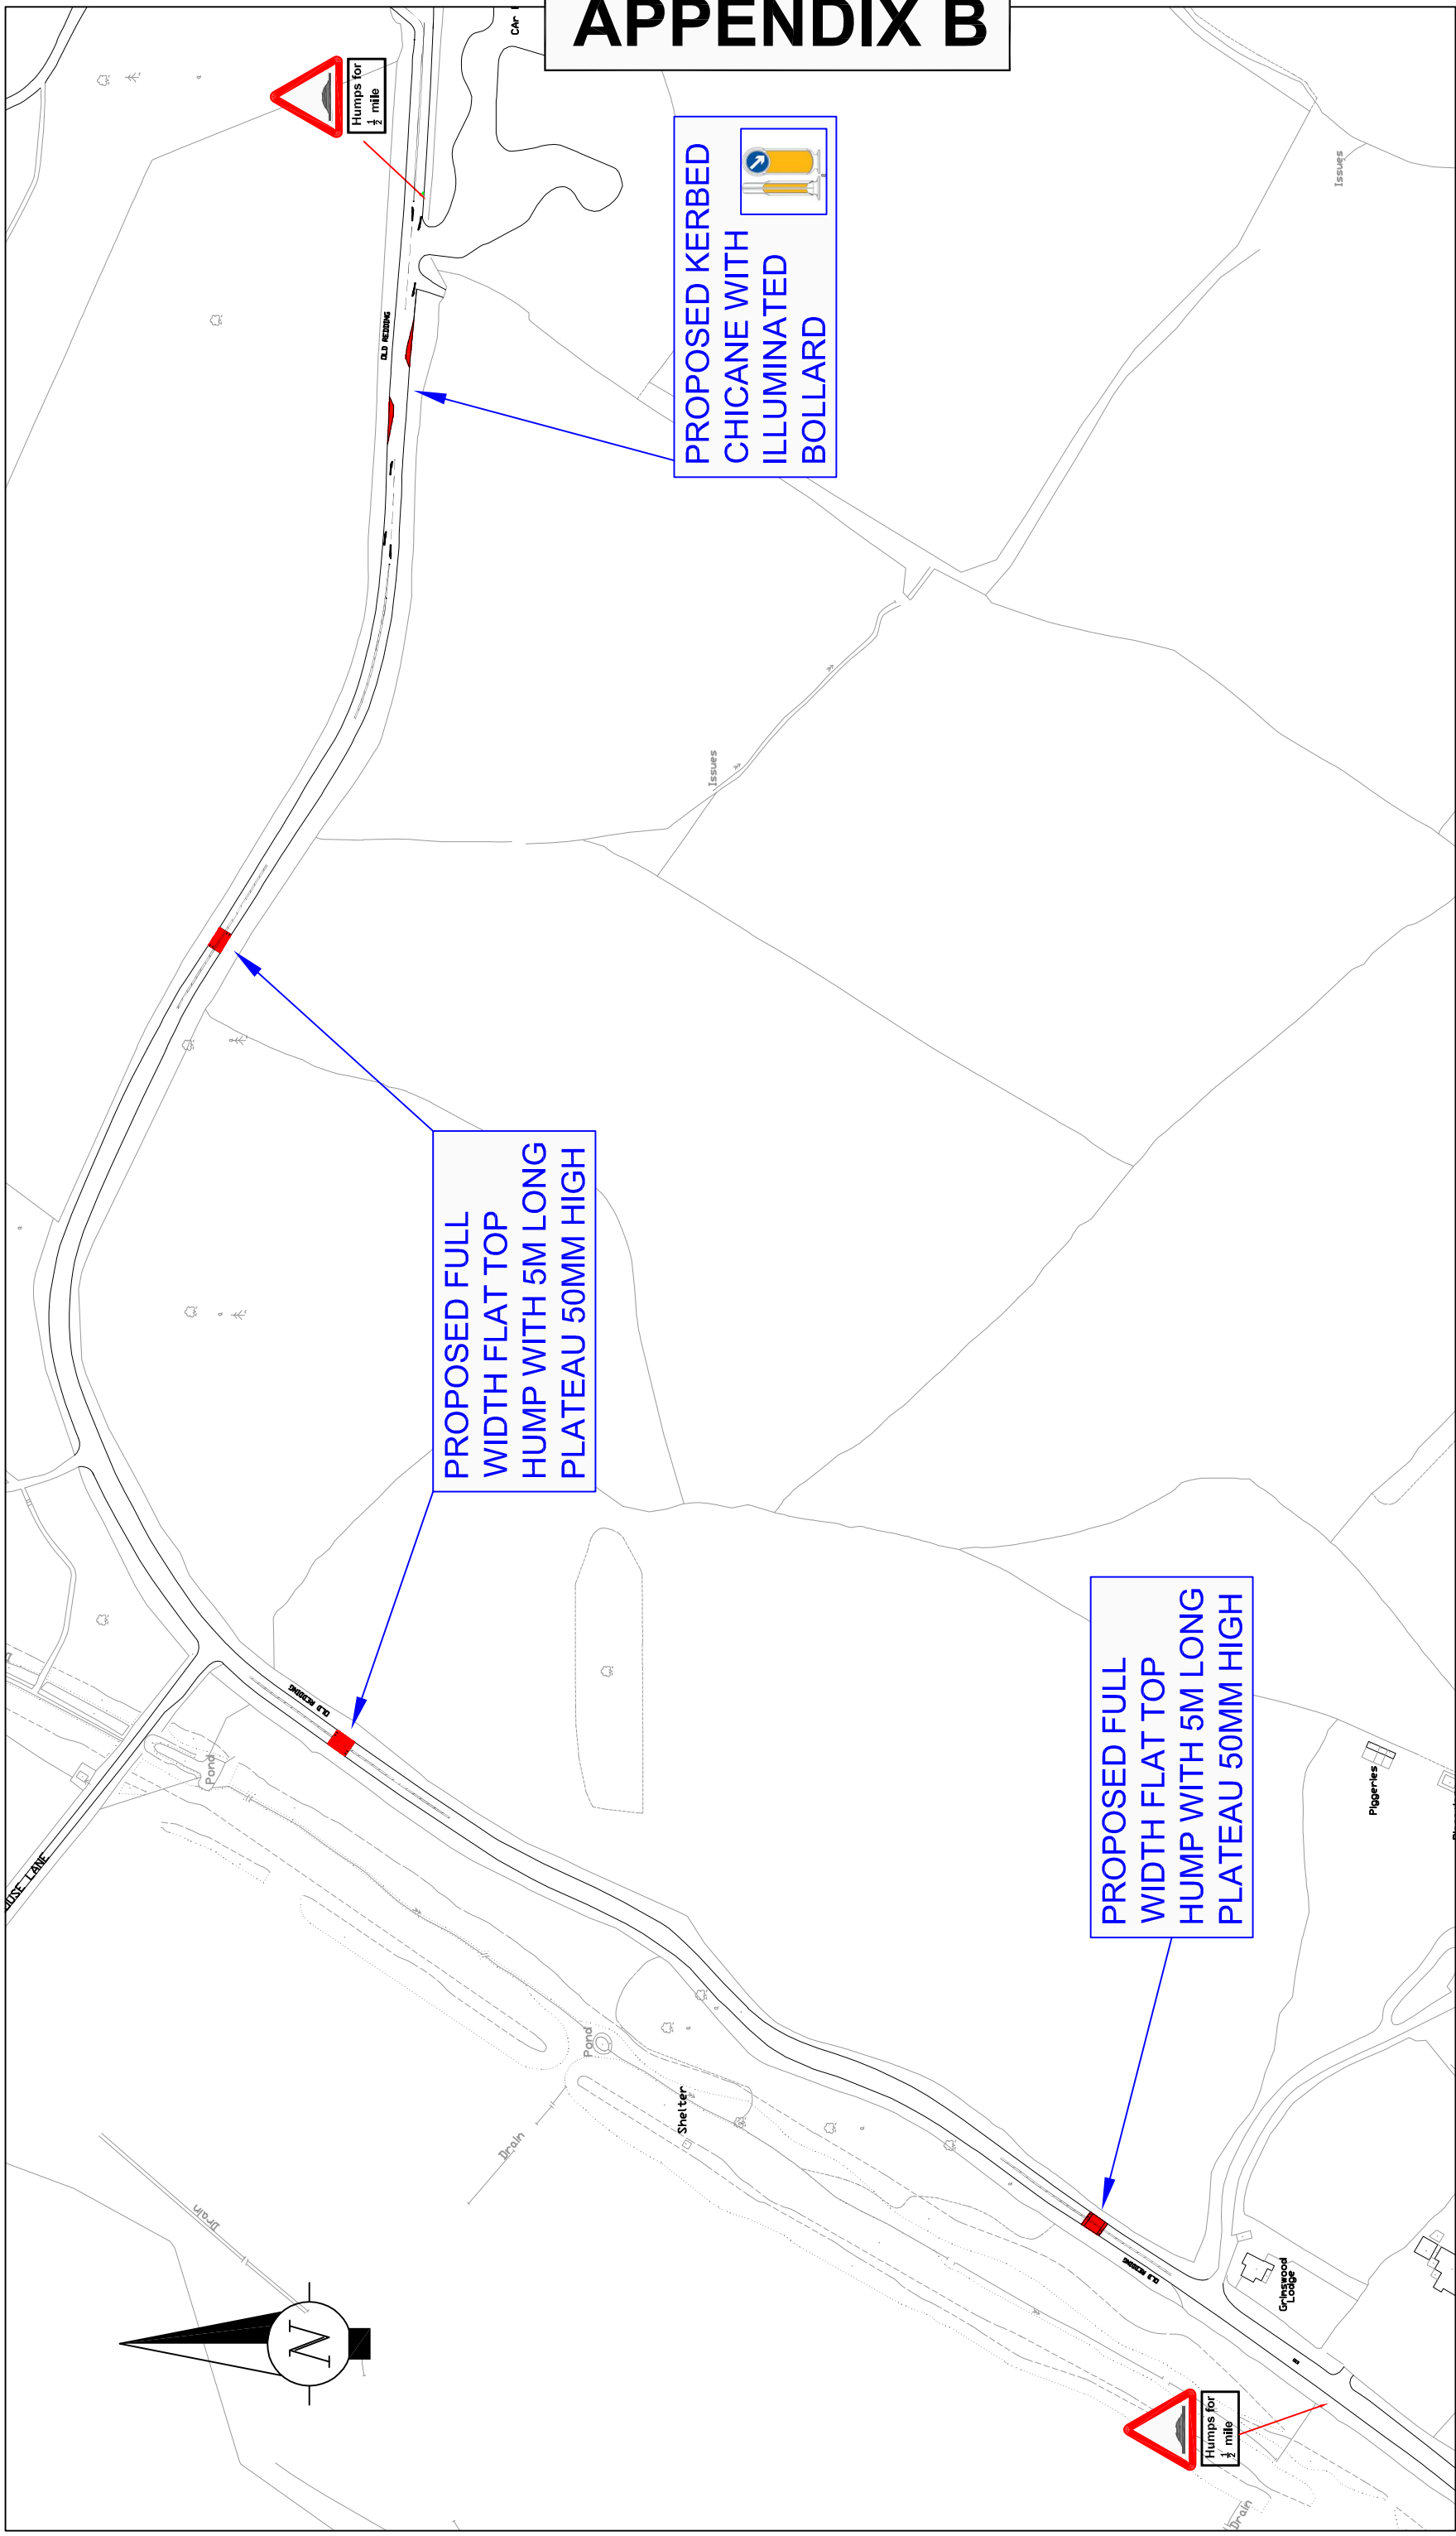 APPENDIX B
CAr
Humps for
1/2 mile
PROPOSED KERBED
CHICANE WITH
ILLUMINATED
BOLLARD
OLD REDDING
Issues
Issues
PROPOSED FULL
WIDTH FLAT TOP
HUMP WITH 5M LONG
PLATEAU 50MM HIGH
OLD REDDING
Pond
LANE
PROPOSED FULL
WIDTH FLAT TOP
HUMP WITH 5M LONG
PLATEAU 50MM HIGH
Piggeries
Pond
Shelter
Drain
Drain
OLD REDDING
Grimswood
Lodge
N
Humps for
1/2 mile
Drain